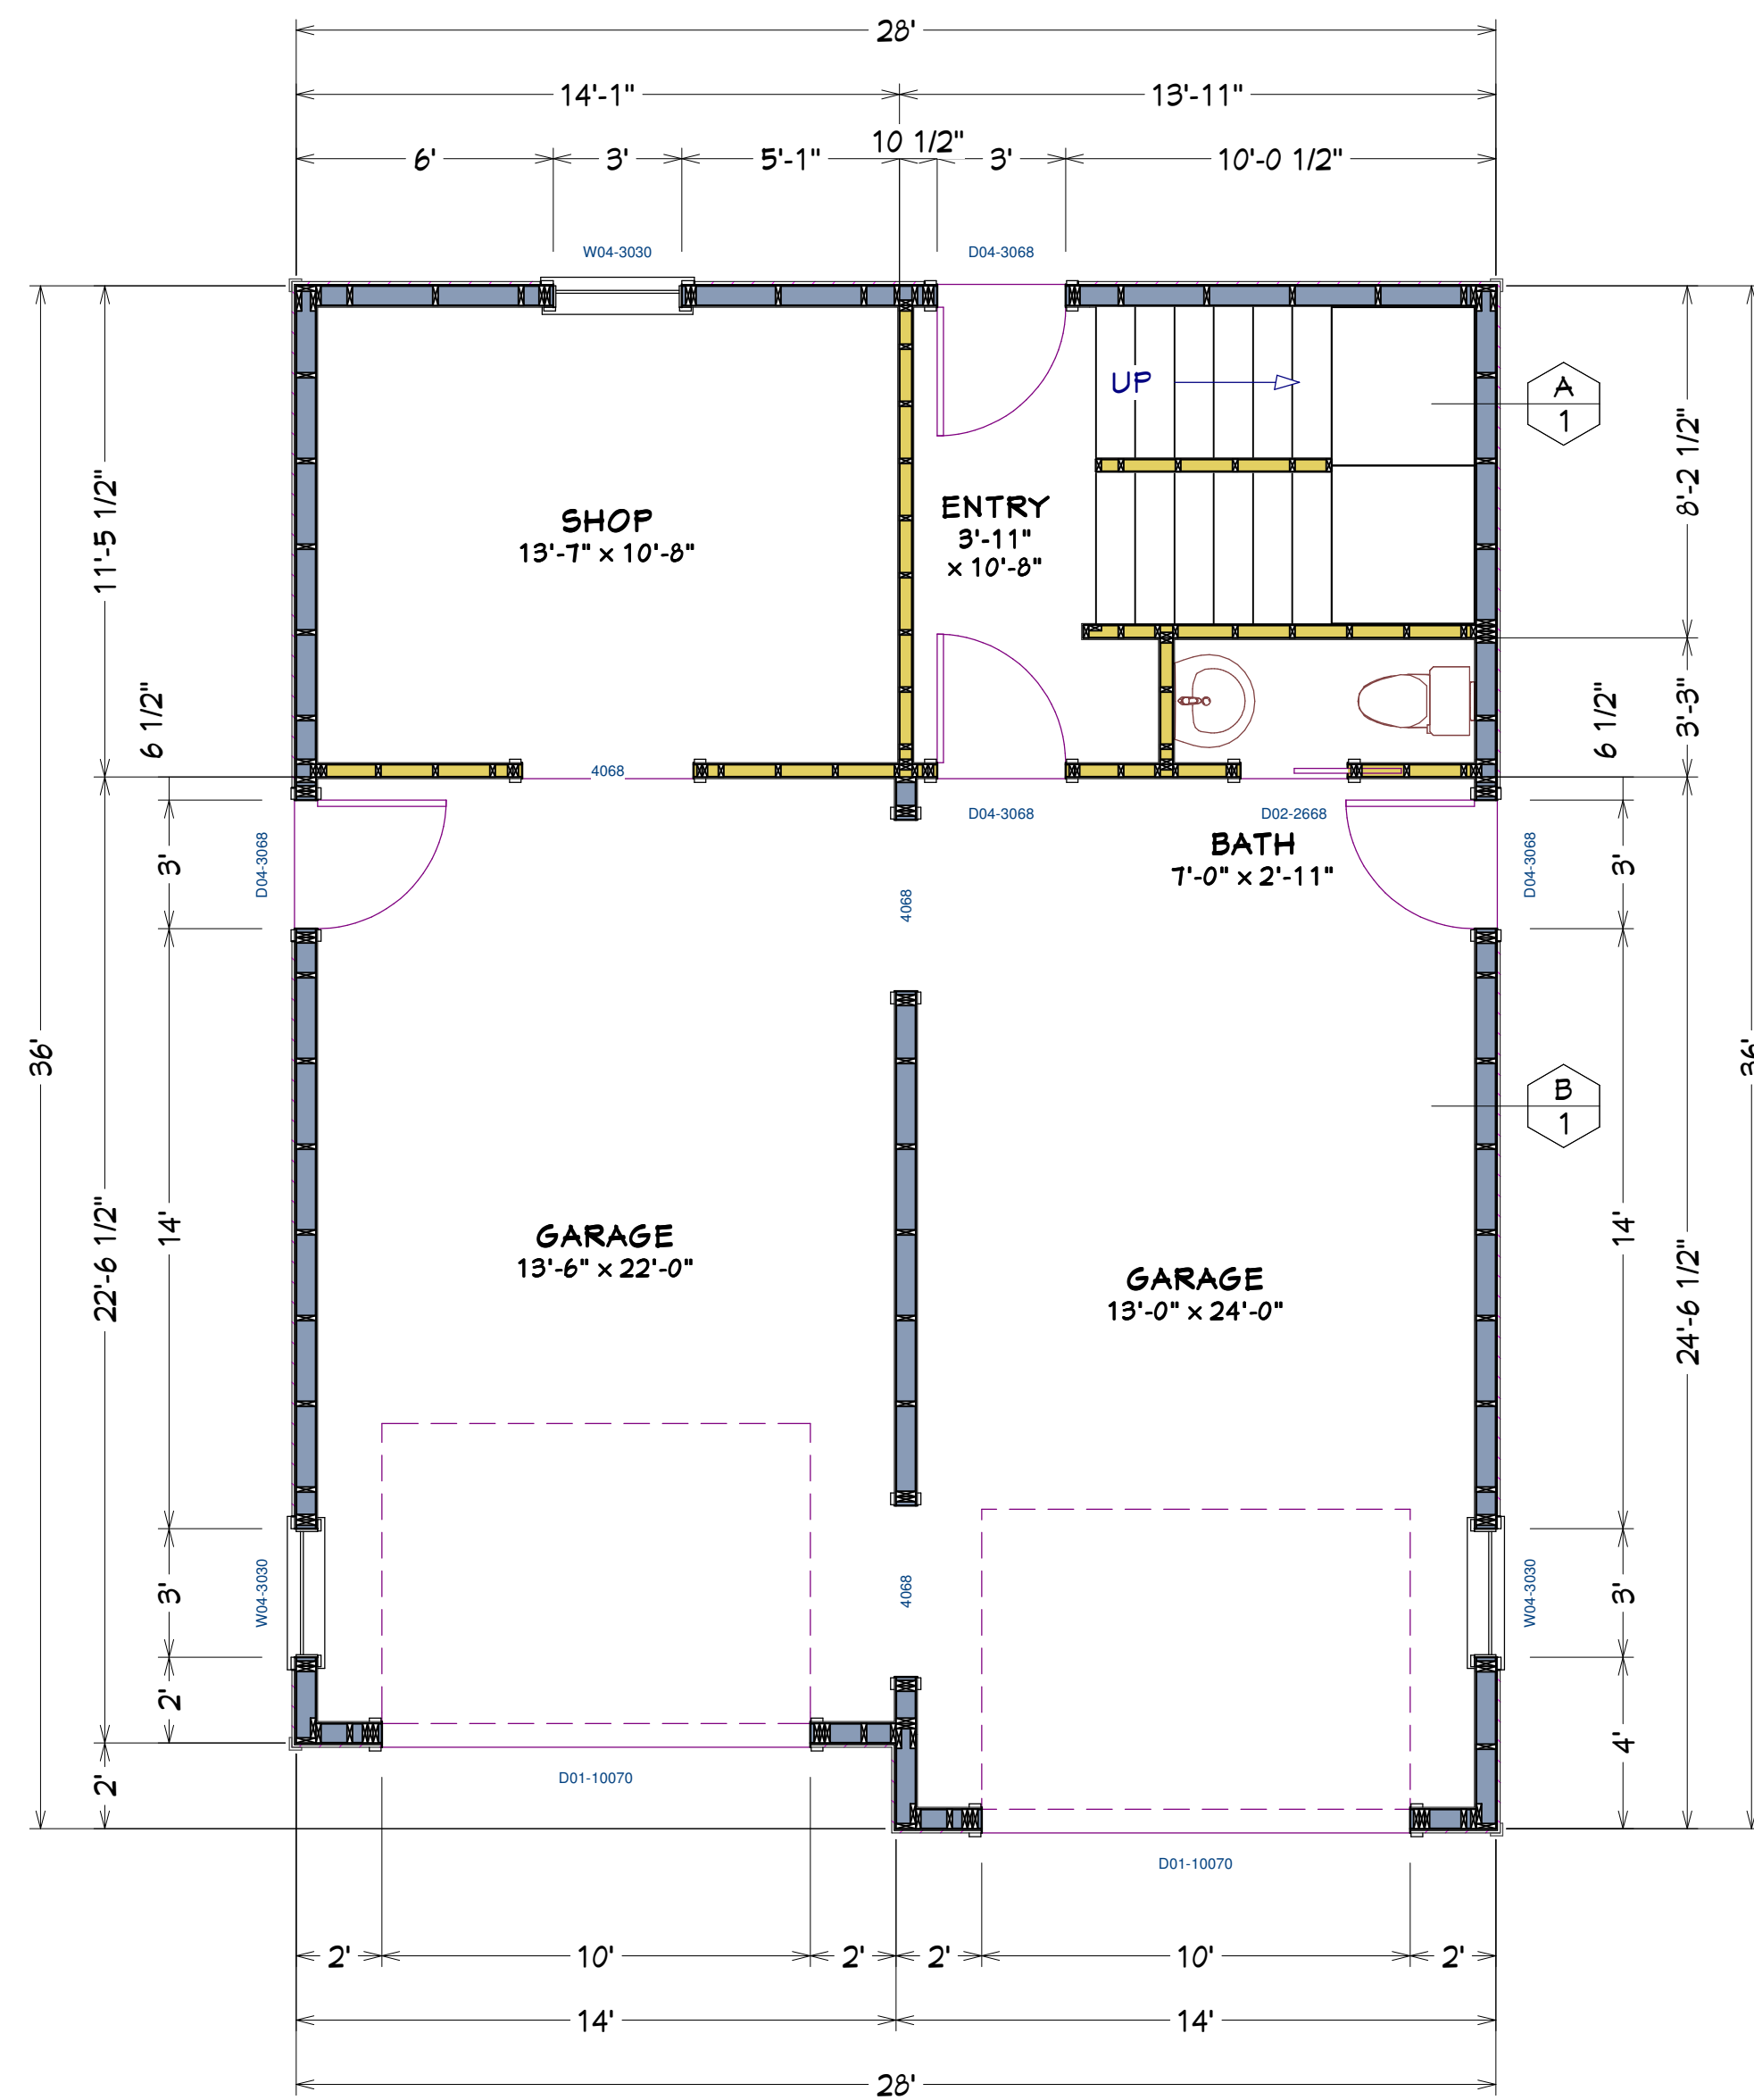 28'
14'-1" 13'-11"
10 1/2"
6' 3' 5'-1" 3' 10'-0 1/2"
W04-3030 D04-3068
UP
A
1
11'-5 1/2"
8'-2 1/2"
SHOP
13'-7" x 10'-8"
ENTRY
3'-11"
x 10'-8"
6 1/2"
6 1/2"
3'-3"
4068
D04-3068
D02-2668
BATH
7'-0" x 2'-11"
D04-3068
3'
4068
D04-3068
3'
36'
36'
B
1
22'-6 1/2"
14'
14'
24'-6 1/2"
GARAGE
13'-6" x 22'-0"
GARAGE
13'-0" x 24'-0"
W04-3030
3'
4068
W04-3030
3'
2'
4'
2'
D01-10070
D01-10070
2' 10' 2' 2' 10' 2'
14' 14'
28'